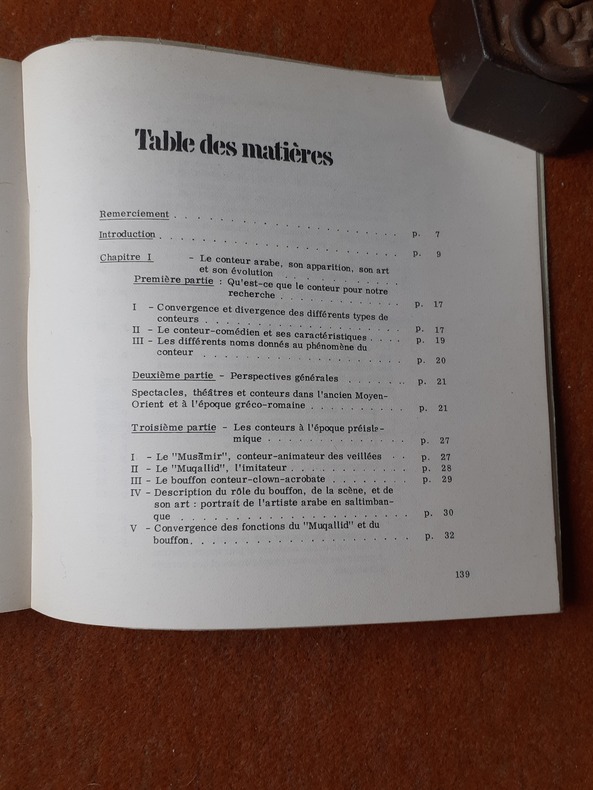 Table des matières
Remerciement . . . . . . . . . . . . . . . . . . . . p. 7
Introduction . . . . . . . . . . . . . . . . . . . . . p. 9
Chapitre I - Le conteur arabe, son apparition, son art
et son évolution . . . . . . . . . . . . p. 17
Première partie : Qu'est-ce que le conteur pour notre
recherche . . . . . . . . . . . . . p. 17
I - Convergence et divergence des différents types de
conteurs . . . . . . . . . . . . . . . . . . p. 17
II - Le conteur-comédien et ses caractéristiques . . . . p. 19
III - Les différents noms donnés au phénomène du
conteur . . . . . . . . . . . . . . . . . . p. 20
Deuxième partie - Perspectives générales . . . . . . . p. 21
Spectacles, théâtres et conteurs dans l'ancien Moyen-
Orient et à l'époque gréco-romaine . . . . . . . . . . p. 21
Troisième partie - Les conteurs à l'époque préisla-
mique . . . . . . . . . . . . . p. 27
I - Le "Musāmir", conteur-animateur des veillées . . p. 27
II - Le "Muqallid", l'imitateur . . . . . . . . . . . p. 28
III - Le bouffon conteur-clown-acrobate . . . . . . . . p. 29
IV - Description du rôle du bouffon, de la scène, et de
son art : portrait de l'artiste arabe en saltimban-
que . . . . . . . . . . . . . . . . . . . . p. 30
V - Convergence des fonctions du "Muqallid" et du
bouffon. . . . . . . . . . . . . . . . . . . p. 32
139